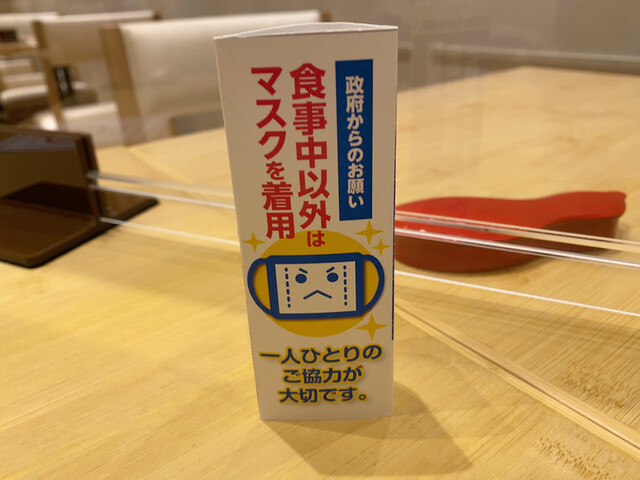 政府からのお願い
食事中以外は
マスクを着用
一人ひとりの
ご協力が
大切です。